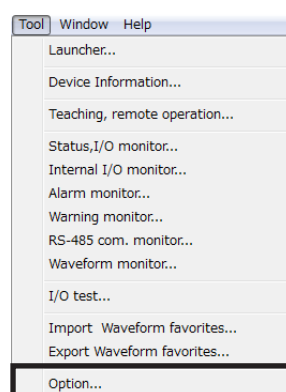 Tool Window Help
Launcher...
Device Information...
Teaching, remote operation...
Status,I/O monitor...
Internal I/O monitor...
Alarm monitor...
Warning monitor...
RS-485 com. monitor...
Waveform monitor...
I/O test...
Import Waveform favorites...
Export Waveform favorites...
Option...